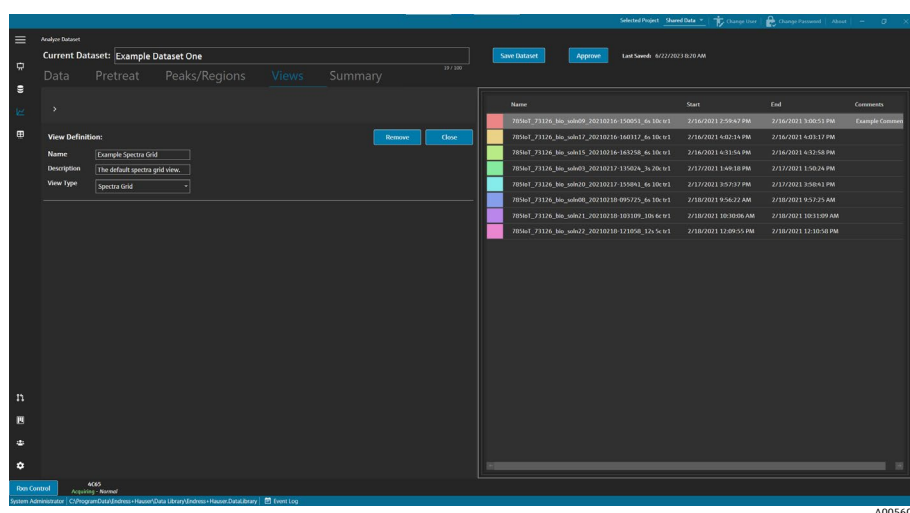 Selected Project Shared Data Change User Change Password About
Analyze Dataset
Current Dataset: Example Dataset One
19 / 100
Save Dataset Approve Last Saved: 6/22/2023 8:20 AM
Data Pretreat Peaks/Regions Views Summary
View Definition: Remove Close
Name Example Spectra Grid
Description The default spectra grid view.
View Type Spectra Grid
Name Start End Comments
785IoT_73126_bio_soln09_20210216-150051_6s 10c tr1 2/16/2021 2:59:47 PM 2/16/2021 3:00:51 PM Example Commen
785IoT_73126_bio_soln17_20210216-160317_6s 10c tr1 2/16/2021 4:02:14 PM 2/16/2021 4:03:17 PM
785IoT_73126_bio_soln15_20210216-163258_6s 10c tr1 2/16/2021 4:31:54 PM 2/16/2021 4:32:58 PM
785IoT_73126_bio_soln03_20210217-135024_3s 20c tr1 2/17/2021 1:49:18 PM 2/17/2021 1:50:24 PM
785IoT_73126_bio_soln20_20210217-155841_6s 10c tr1 2/17/2021 3:57:37 PM 2/17/2021 3:58:41 PM
785IoT_73126_bio_soln08_20210218-095725_6s 10c tr1 2/18/2021 9:56:22 AM 2/18/2021 9:57:25 AM
785IoT_73126_bio_soln21_20210218-103109_10s 6c tr1 2/18/2021 10:30:06 AM 2/18/2021 10:31:09 AM
785IoT_73126_bio_soln22_20210218-121058_12s 5c tr1 2/18/2021 12:09:55 PM 2/18/2021 12:10:58 PM
Run Control
4C65
Acquiring - Normal
System Administrator C:\ProgramData\Endress+Hauser\Data Library\Endress+Hauser.DataLibrary Event Log